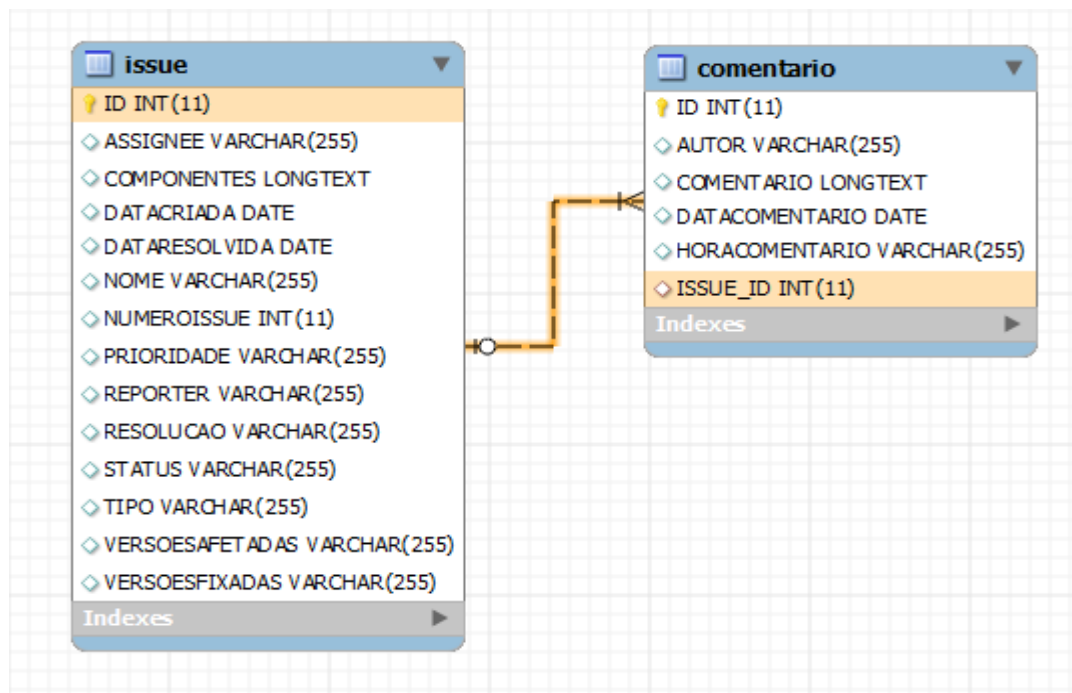 issue
ID INT(11)
ASSIGNEE VARCHAR(255)
COMPONENTES LONGTEXT
DATACRIADA DATE
DATARESOLVIDA DATE
NOME VARCHAR(255)
NUMEROISSUE INT(11)
PRIORIDADE VARCHAR(255)
REPORTER VARCHAR(255)
RESOLUCAO VARCHAR(255)
STATUS VARCHAR(255)
TIPO VARCHAR(255)
VERSOESAFETADAS VARCHAR(255)
VERSOESFIXADAS VARCHAR(255)
Indexes
comentario
ID INT(11)
AUTOR VARCHAR(255)
COMENTARIO LONGTEXT
DATACOMENTARIO DATE
HORACOMENTARIO VARCHAR(255)
ISSUE_ID INT(11)
Indexes